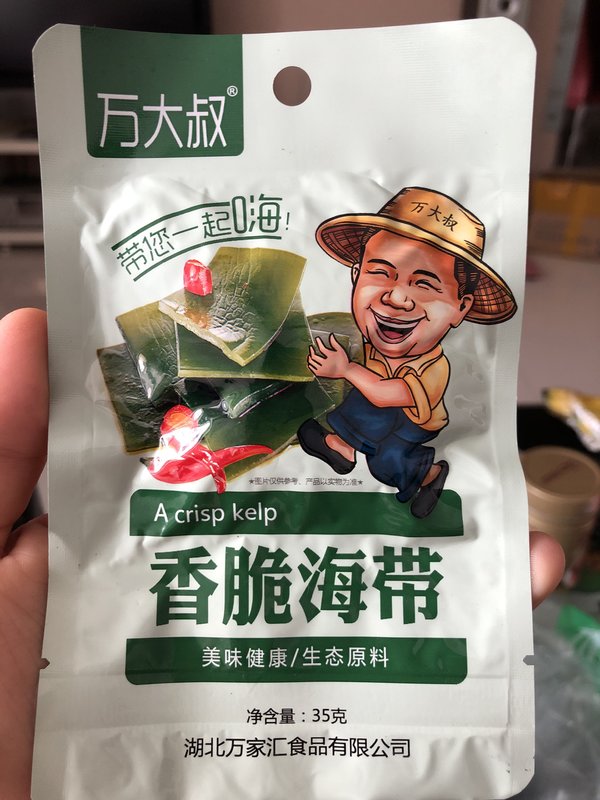 万大叔®
带您一起嗨!
万大叔
★图片仅供参考、产品以实物为准★
A crisp kelp
香脆海带
美味健康/生态原料
净含量：35克
湖北万家汇食品有限公司